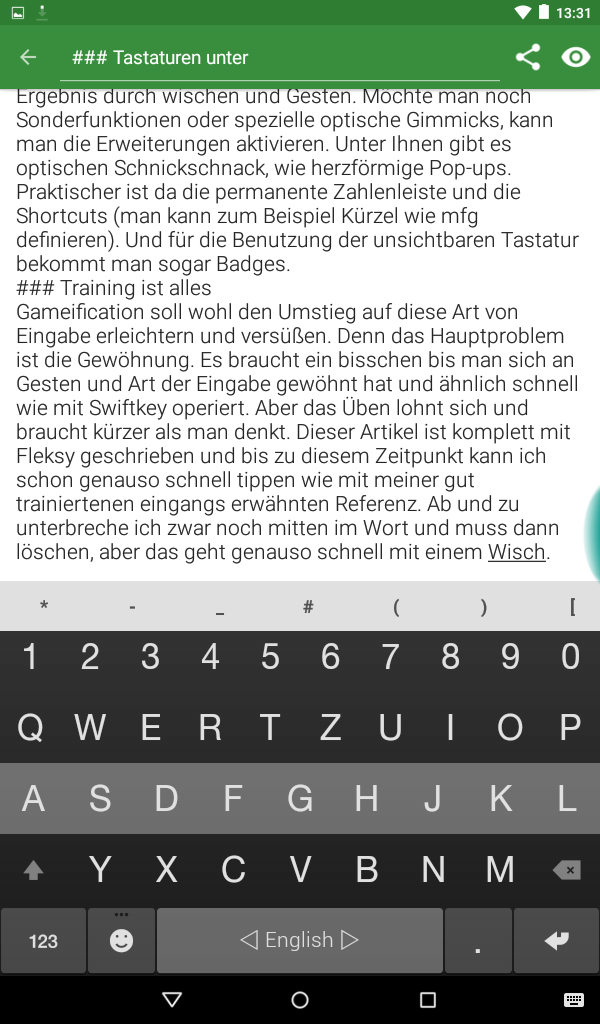 13:31
### Tastaturen unter
Ergebnis durch wischen und Gesten. Möchte man noch
Sonderfunktionen oder spezielle optische Gimmicks, kann
man die Erweiterungen aktivieren. Unter Ihnen gibt es
optischen Schnickschnack, wie herzförmige Pop-ups.
Praktischer ist da die permanente Zahlenleiste und die
Shortcuts (man kann zum Beispiel Kürzel wie mfg
definieren). Und für die Benutzung der unsichtbaren Tastatur
bekommt man sogar Badges.
### Training ist alles
Gameification soll wohl den Umstieg auf diese Art von
Eingabe erleichtern und versüßen. Denn das Hauptproblem
ist die Gewöhnung. Es braucht ein bisschen bis man sich an
Gesten und Art der Eingabe gewöhnt hat und ähnlich schnell
wie mit Swiftkey operiert. Aber das Üben lohnt sich und
braucht kürzer als man denkt. Dieser Artikel ist komplett mit
Fleksy geschrieben und bis zu diesem Zeitpunkt kann ich
schon genauso schnell tippen wie mit meiner gut
trainiertenen eingangs erwähnten Referenz. Ab und zu
unterbreche ich zwar noch mitten im Wort und muss dann
löschen, aber das geht genauso schnell mit einem Wisch.
* - _ # ( ) [
1 2 3 4 5 6 7 8 9 0
Q W E R T Z U I O P
A S D F G H J K L
Y X C V B N M
123 English .